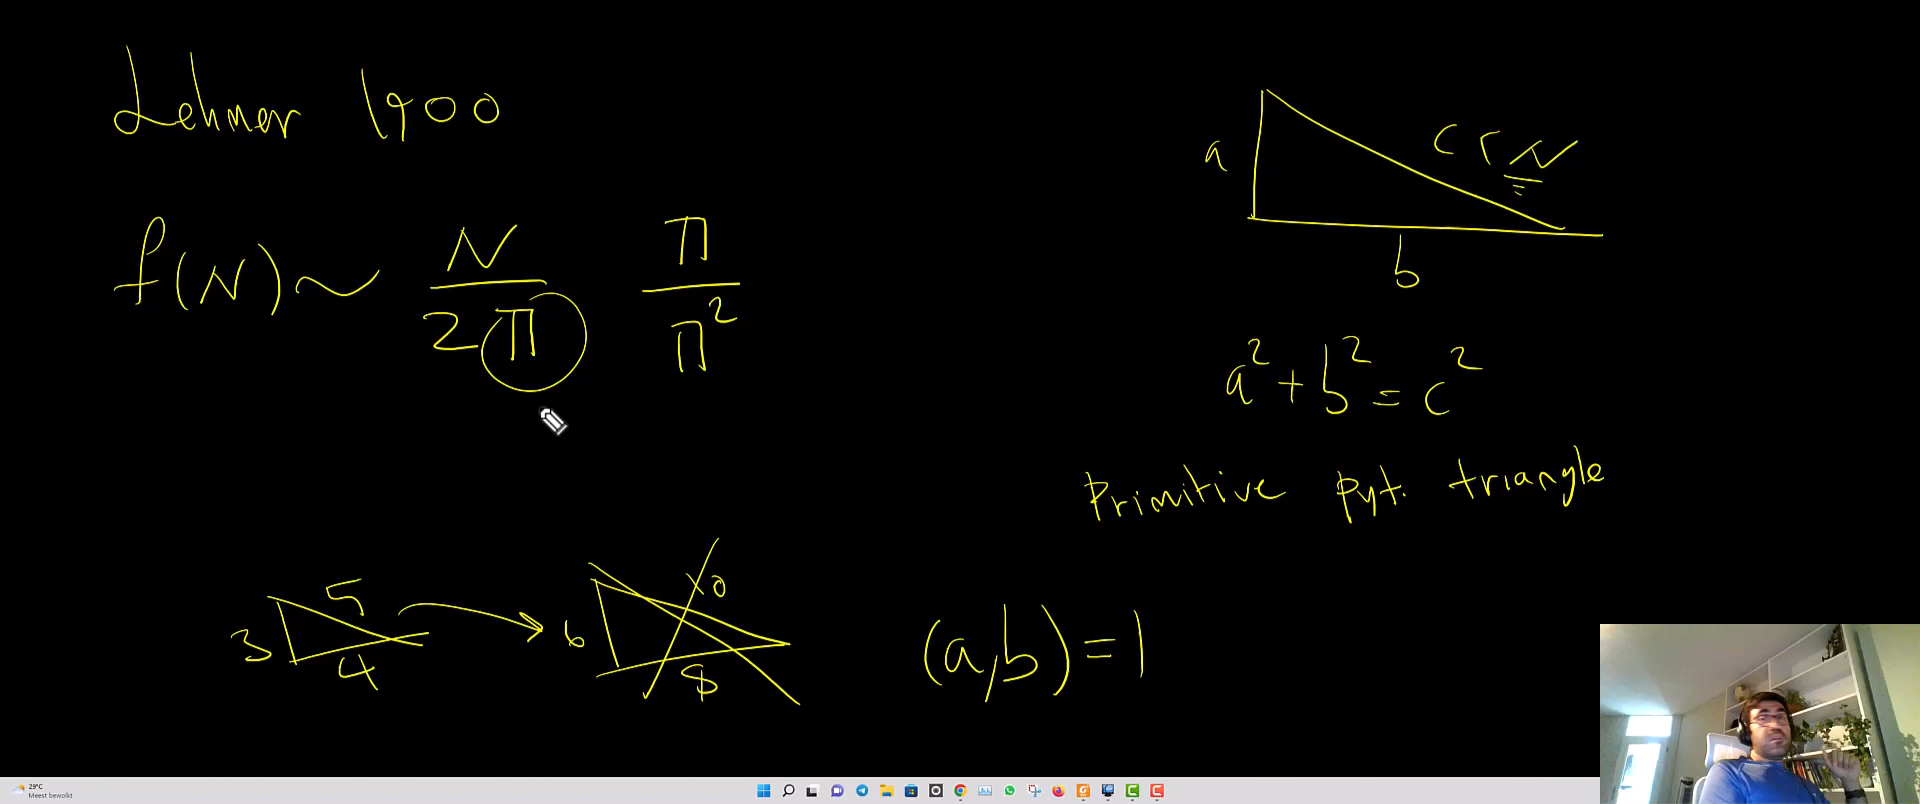 Lehmer 1900
f(N) ~ N / 2π π / π²
a
c < N
b
a² + b² = c²
Primitive pyt. triangle
3 5 4
6 10 8
(a,b) = 1
29°C
Meest bewolkt